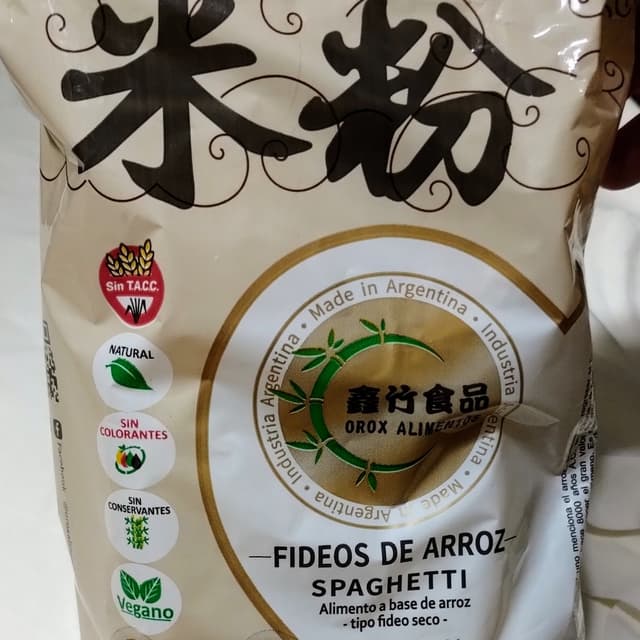 米粉
Sin T.A.C.C.
NATURAL
SIN
COLORANTES
SIN
CONSERVANTES
Vegano
Made in Argentina • Industria Argentina • Made in Argentina • Industria Argentina •
鑫竹食品
OROX ALIMENTOS
FIDEOS DE ARROZ
SPAGHETTI
Alimento a base de arroz
- tipo fideo seco -